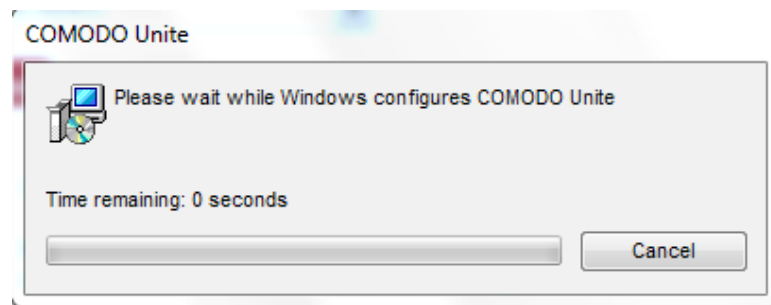 COMODO Unite
Please wait while Windows configures COMODO Unite
Time remaining: 0 seconds
Cancel